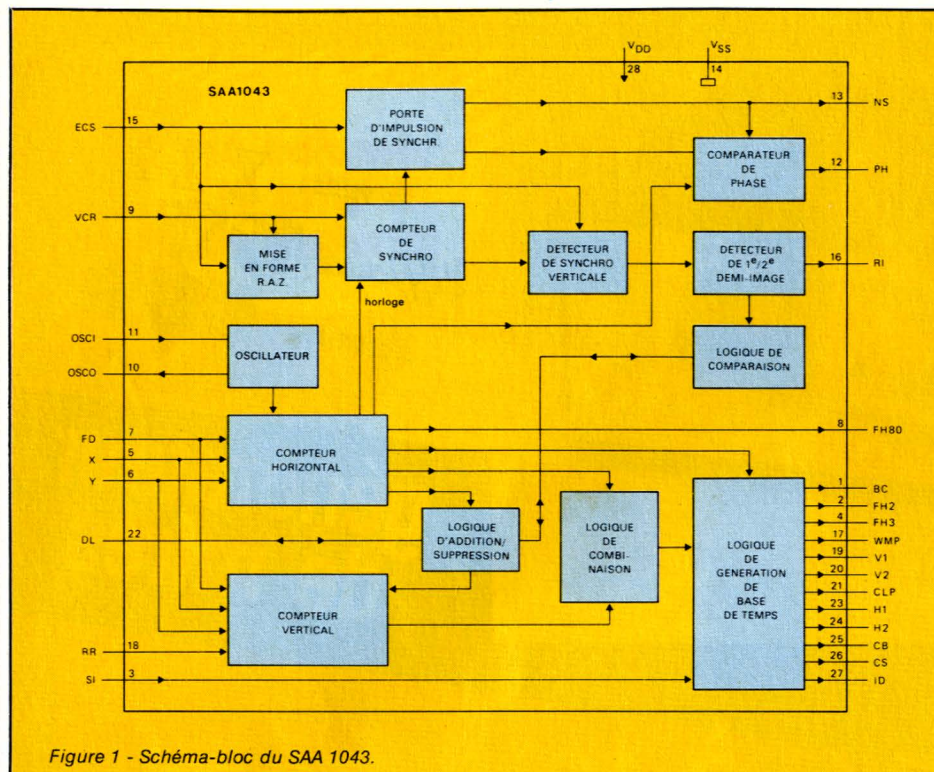 VDD
VSS
28
14
SAA1043
13
NS
ECS
15
PORTE
D'IMPULSION
DE SYNCHR.
COMPARATEUR
DE
PHASE
12
PH
VCR
9
MISE
EN FORME
R.A.Z.
COMPTEUR
DE
SYNCHRO
DETECTEUR
DE SYNCHRO
VERTICALE
DETECTEUR
DE 1e/2e
DEMI-IMAGE
16
RI
horloge
OSCI
11
OSCO
10
OSCILLATEUR
LOGIQUE DE
COMPARAISON
FD
7
X
5
Y
6
COMPTEUR
HORIZONTAL
8
FH80
DL
22
LOGIQUE
D'ADDITION/
SUPPRESSION
LOGIQUE
DE
COMBI-
NAISON
LOGIQUE
DE
GENERATION
DE
BASE
DE TEMPS
1
BC
2
FH2
4
FH3
17
WMP
19
V1
20
V2
21
CLP
23
H1
24
H2
25
CB
26
CS
27
iD
COMPTEUR
VERTICAL
RR
18
Si
3
Figure 1 - Schéma-bloc du SAA 1043.